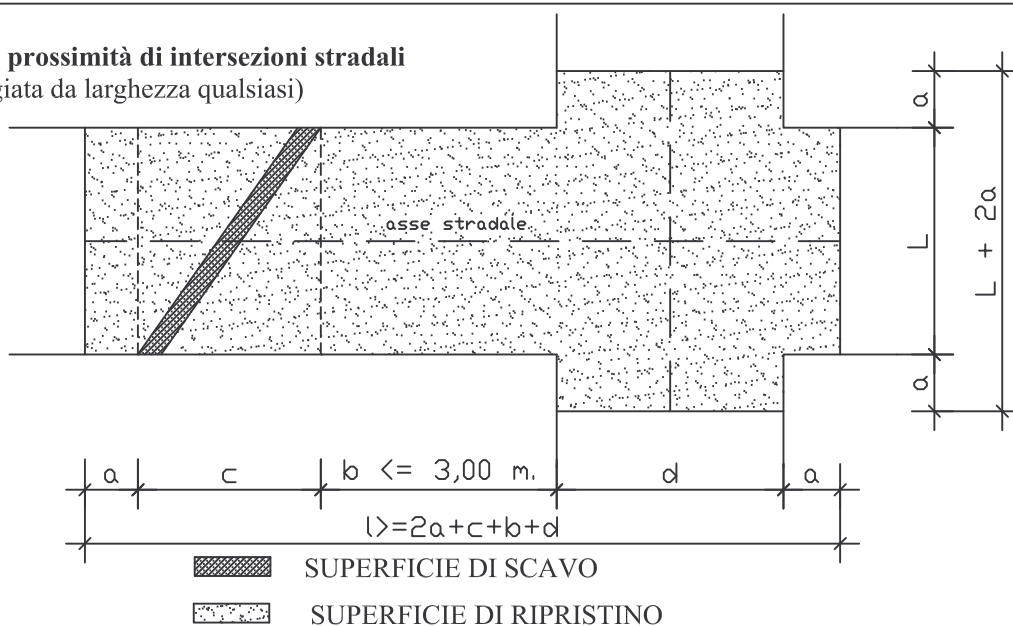 prossimità di intersezioni stradali
giata da larghezza qualsiasi)
a
L
L + 2a
a
asse stradale
a c b <= 3,00 m. d a
l>=2a+c+b+d
SUPERFICIE DI SCAVO
SUPERFICIE DI RIPRISTINO